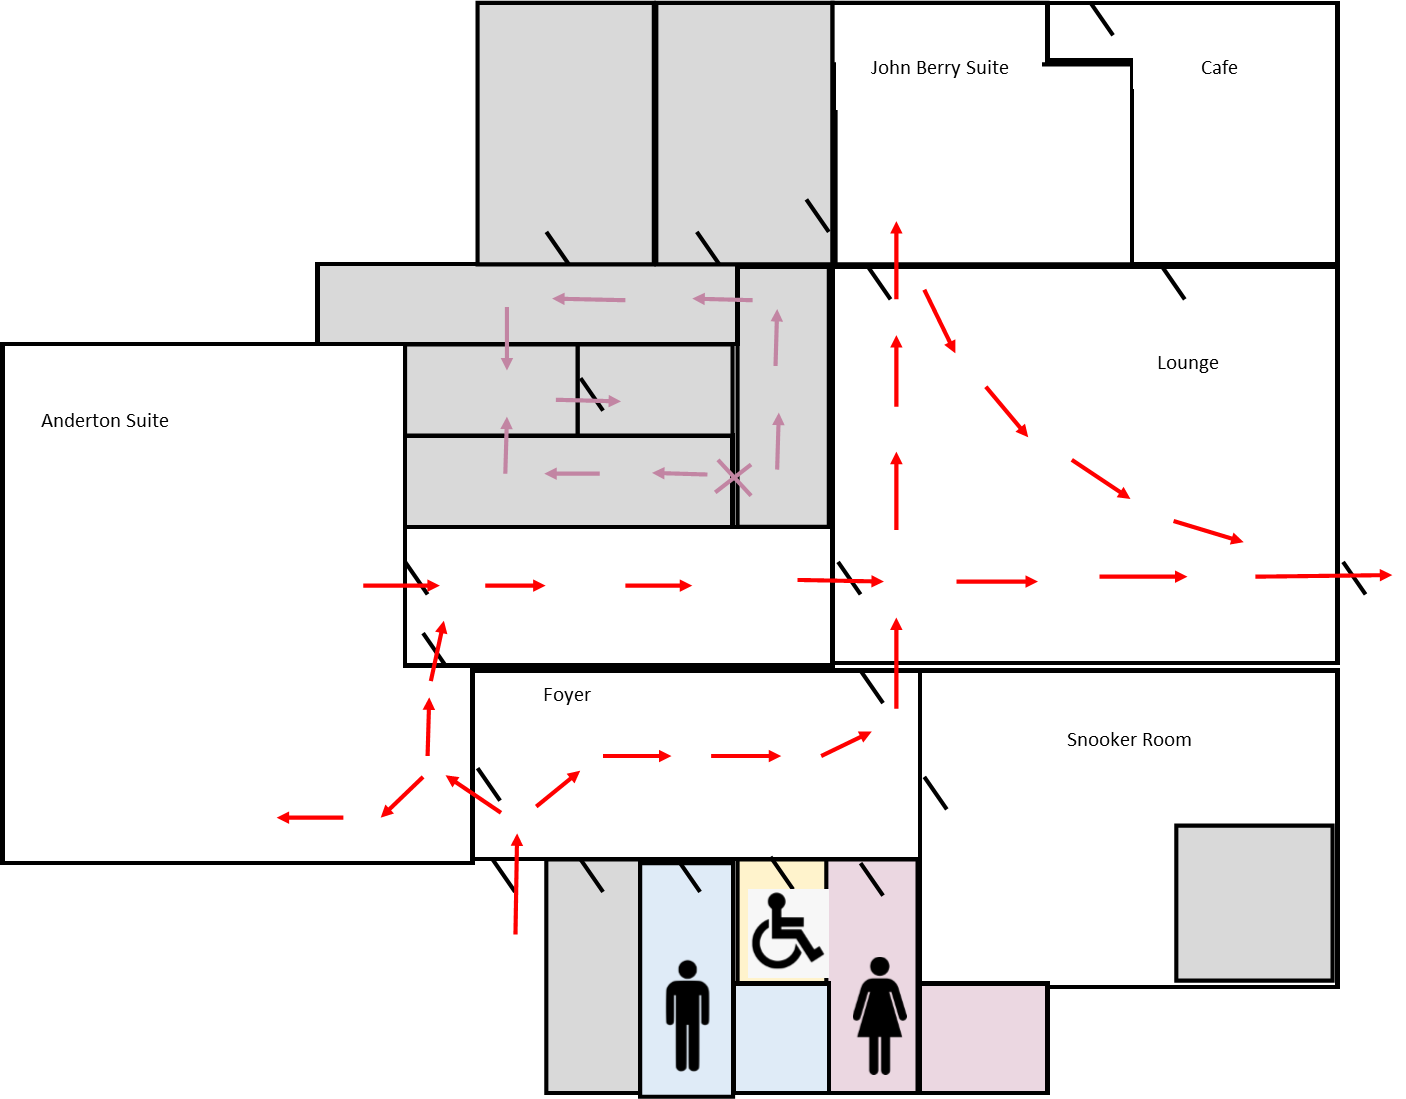 John Berry Suite
Cafe
Lounge
Anderton Suite
Foyer
Snooker Room